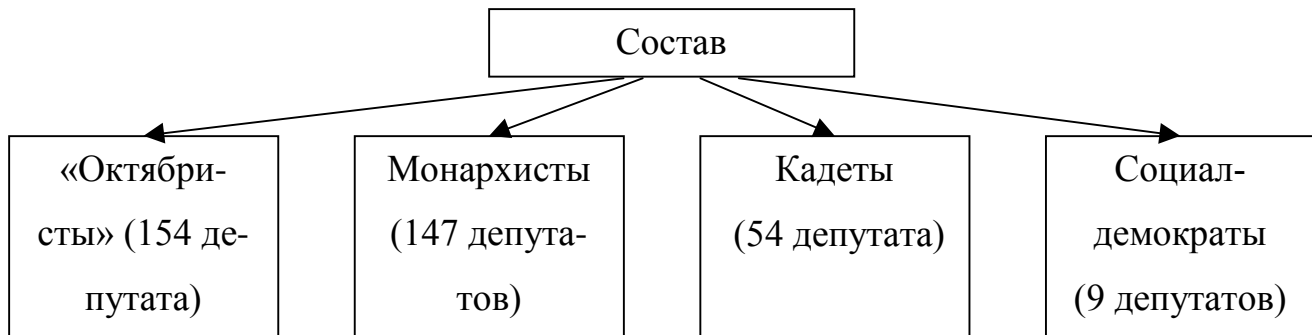 Состав
«Октябри-
сты» (154 де-
путата)
Монархисты
(147 депута-
тов)
Кадеты
(54 депутата)
Социал-
демократы
(9 депутатов)